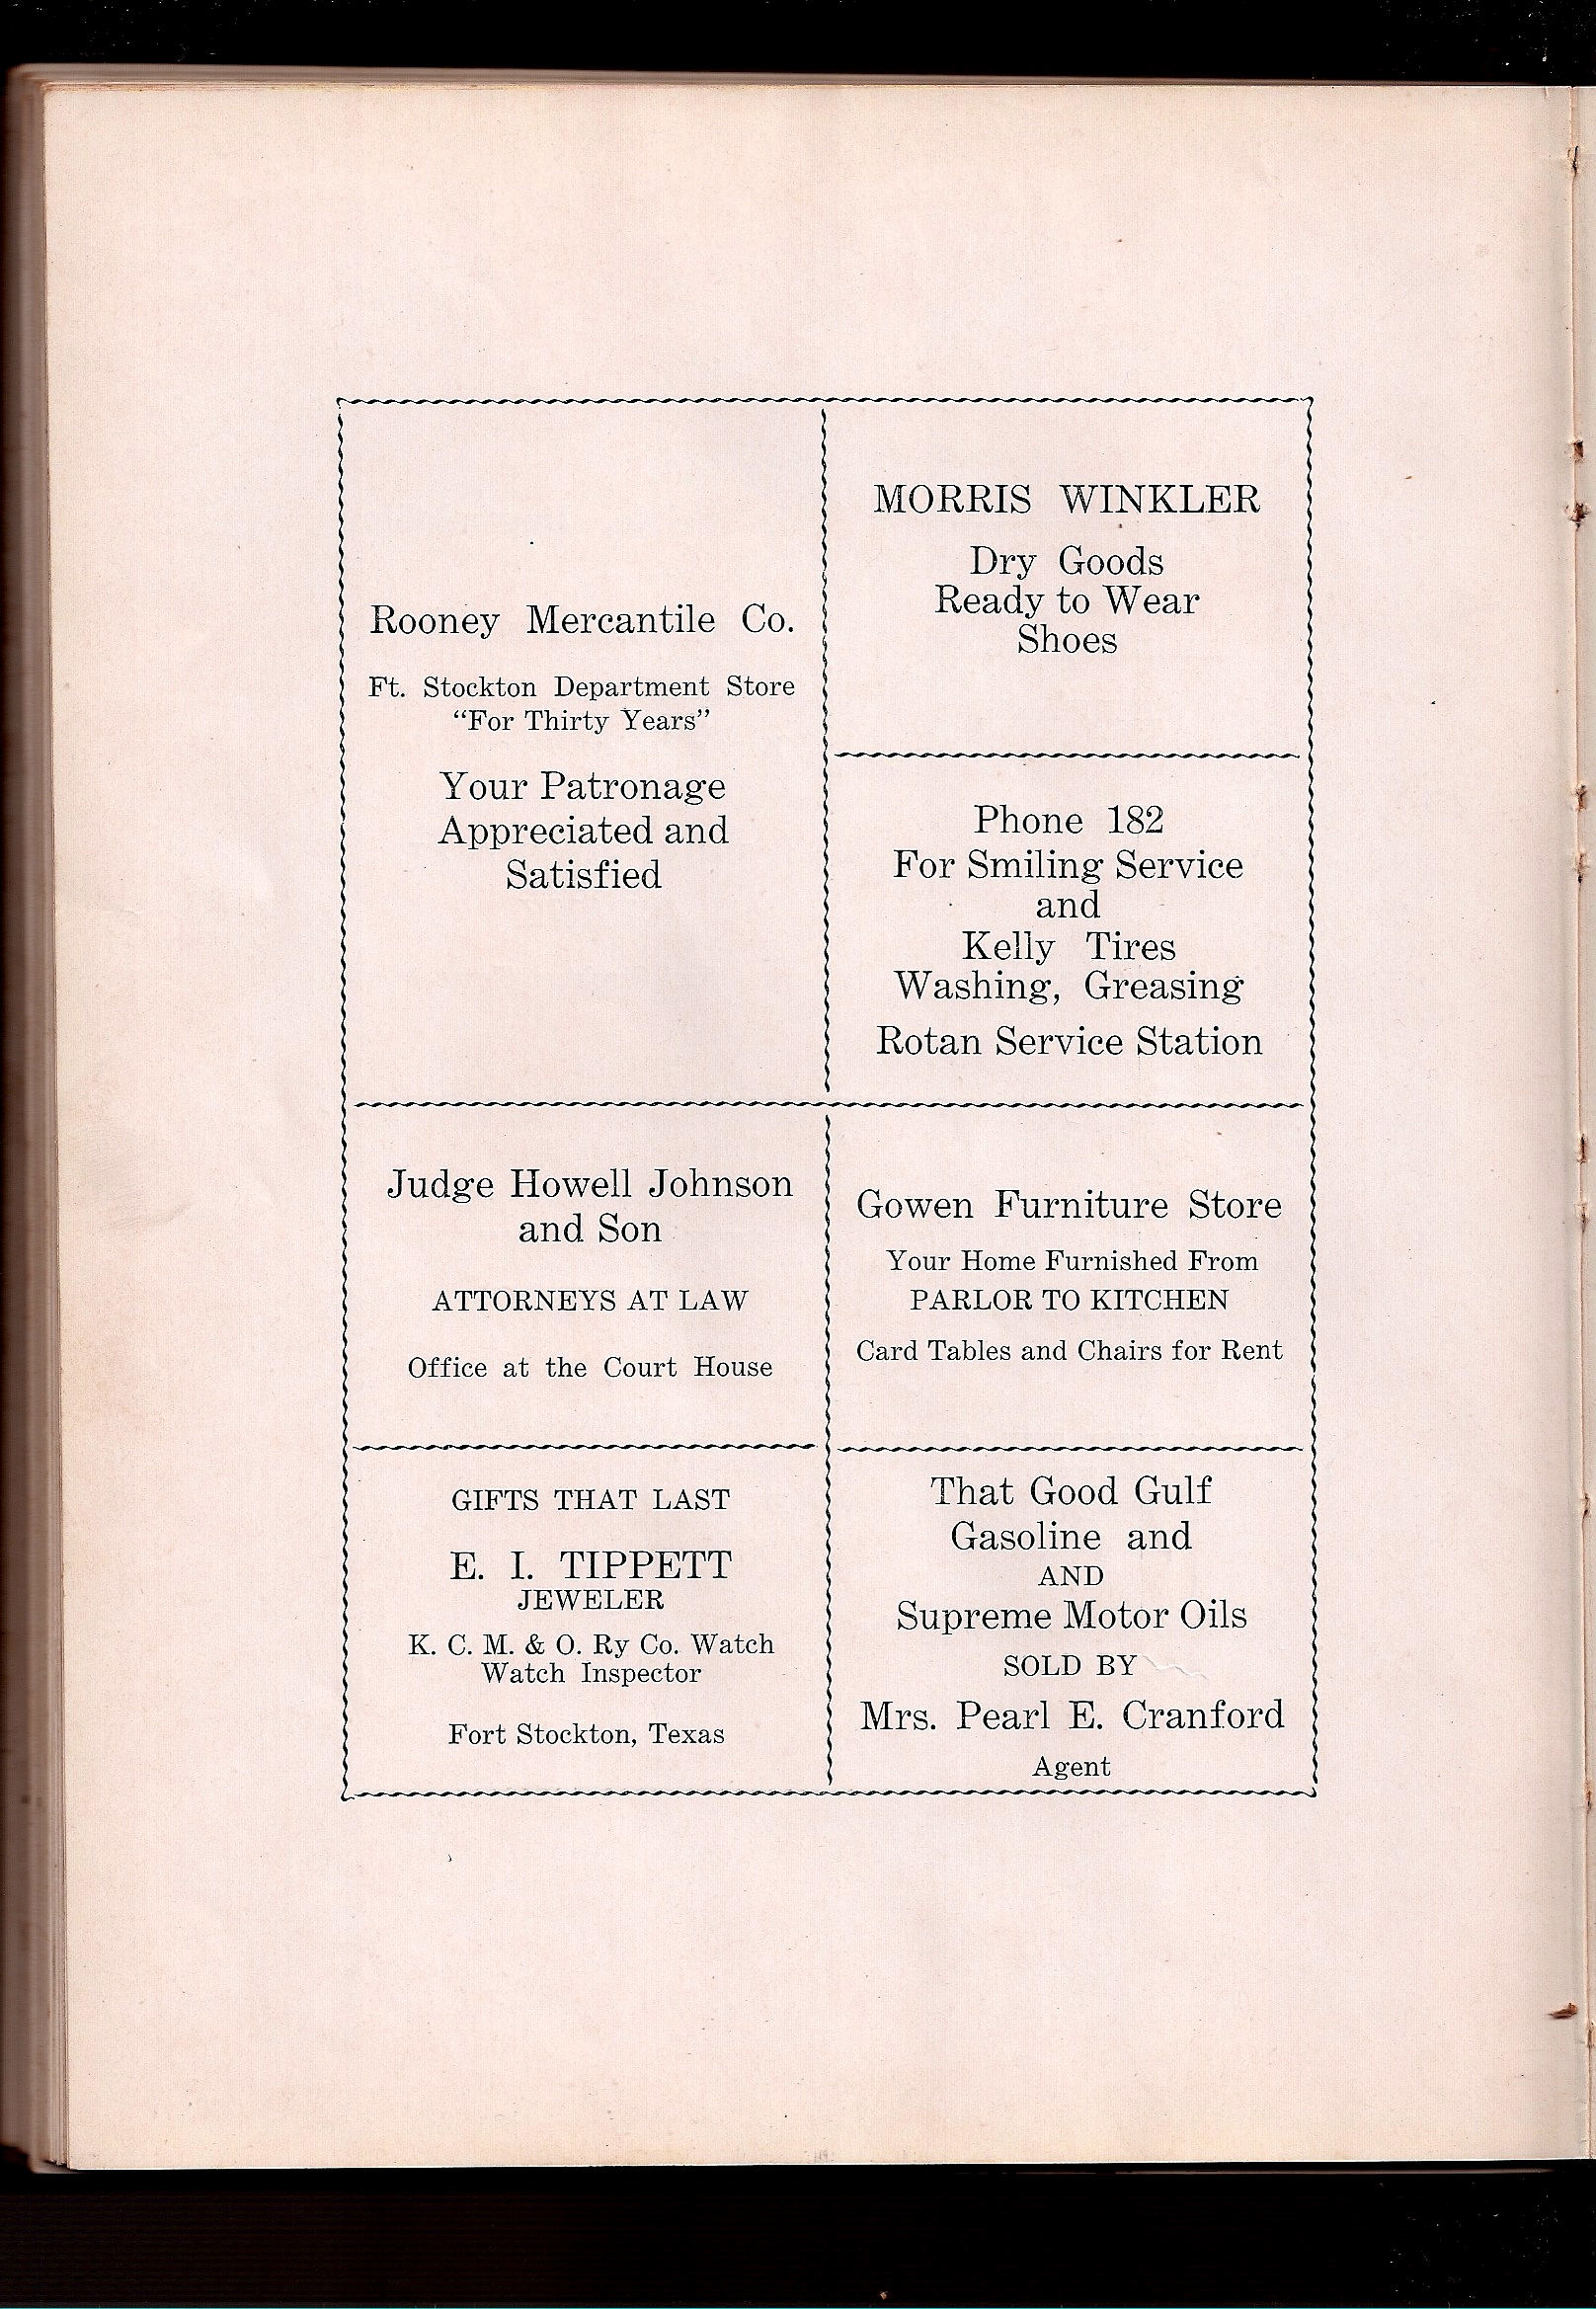 Rooney Mercantile Co.
Ft. Stockton Department Store
“For Thirty Years”
Your Patronage
Appreciated and
Satisfied
MORRIS WINKLER
Dry Goods
Ready to Wear
Shoes
Phone 182
For Smiling Service
and
Kelly Tires
Washing, Greasing
Rotan Service Station
Judge Howell Johnson
and Son
ATTORNEYS AT LAW
Office at the Court House
Gowen Furniture Store
Your Home Furnished From
PARLOR TO KITCHEN
Card Tables and Chairs for Rent
GIFTS THAT LAST
E. I. TIPPETT
JEWELER
K. C. M. & O. Ry Co. Watch
Watch Inspector
Fort Stockton, Texas
That Good Gulf
Gasoline and
AND
Supreme Motor Oils
SOLD BY
Mrs. Pearl E. Cranford
Agent